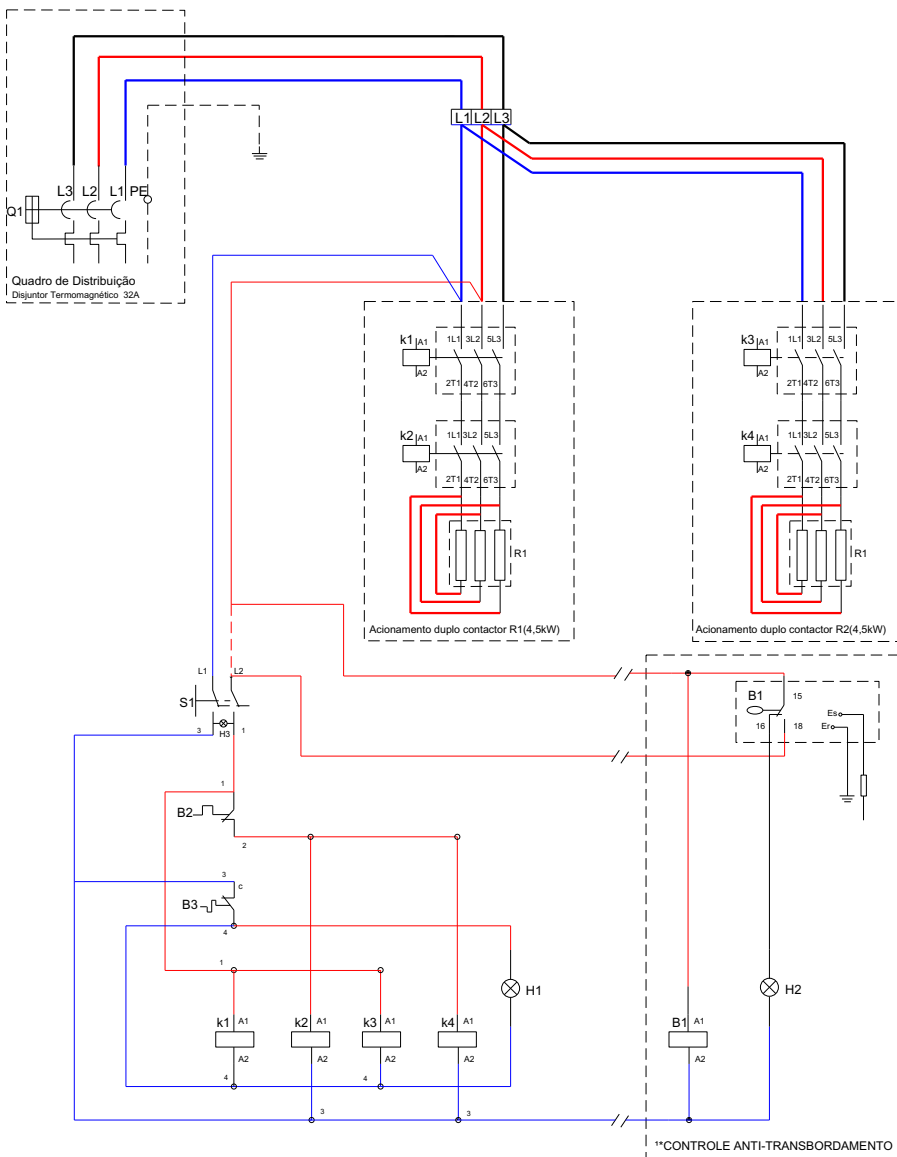 L1 L2 L3
L3 L2 L1 PE
Q1
Quadro de Distribuição
Disjuntor Termomagnético 32A
k1 A1 1L1 3L2 5L3
A2
2T1 4T2 6T3
k2 A1 1L1 3L2 5L3
A2
2T1 4T2 6T3
R1
Acionamento duplo contactor R1(4,5kW)
k3 A1 1L1 3L2 5L3
A2
2T1 4T2 6T3
k4 A1 1L1 3L2 5L3
A2
2T1 4T2 6T3
R1
Acionamento duplo contactor R2(4,5kW)
L1 L2
S1
3 H3 1
B1 15
16 18
Es
Er
1
B2
2
3 c
B3
4
1
H1
H2
k1 A1 k2 A1 k3 A1 k4 A1 B1 A1
A2 A2 A2 A2 A2
4 4
3 3
1*CONTROLE ANTI-TRANSBORDAMENTO